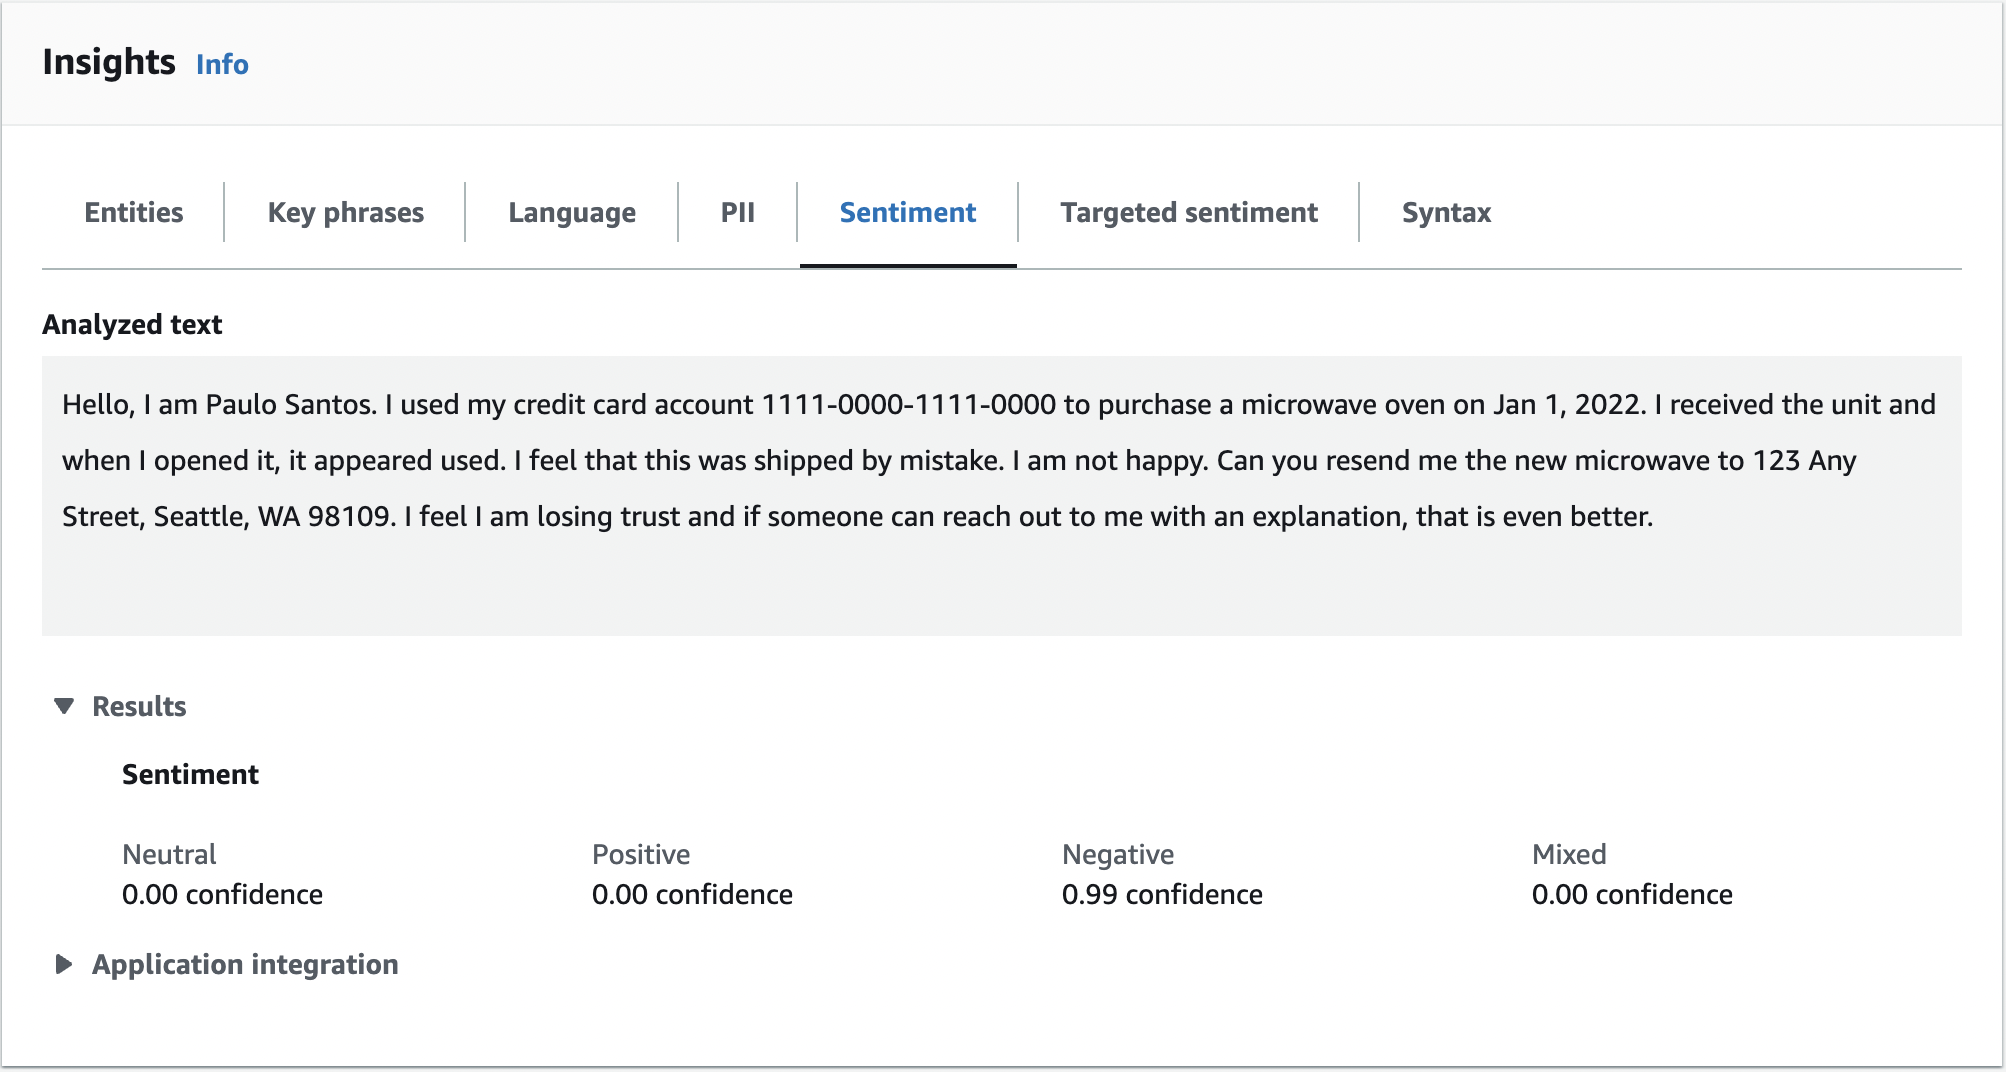 Insights Info
Entities Key phrases Language PII Sentiment Targeted sentiment Syntax
Analyzed text
Hello, I am Paulo Santos. I used my credit card account 1111-0000-1111-0000 to purchase a microwave oven on Jan 1, 2022. I received the unit and
when I opened it, it appeared used. I feel that this was shipped by mistake. I am not happy. Can you resend me the new microwave to 123 Any
Street, Seattle, WA 98109. I feel I am losing trust and if someone can reach out to me with an explanation, that is even better.
Results
Sentiment
Neutral Positive Negative Mixed
0.00 confidence 0.00 confidence 0.99 confidence 0.00 confidence
Application integration